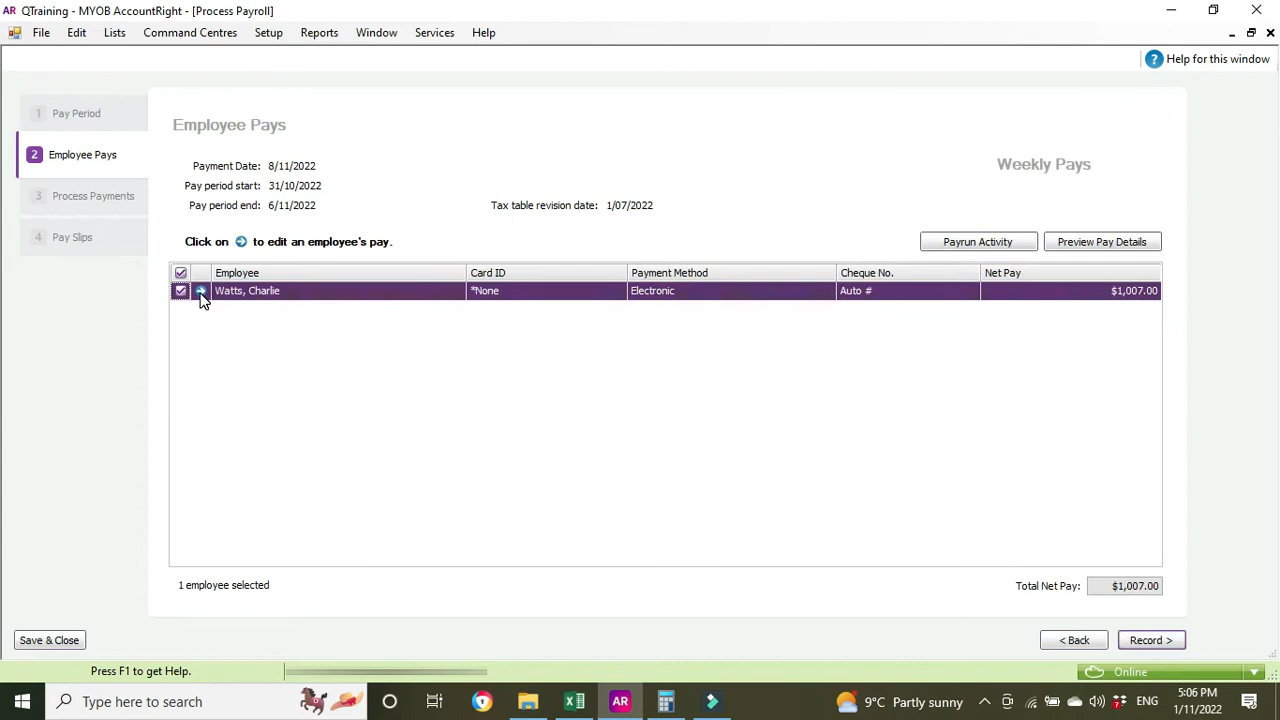 AR QTraining - MYOB AccountRight - [Process Payroll]
File Edit Lists Command Centres Setup Reports Window Services Help
? Help for this window
1 Pay Period
2 Employee Pays
3 Process Payments
4 Pay Slips
Employee Pays
Weekly Pays
Payment Date: 8/11/2022
Pay period start: 31/10/2022
Pay period end: 6/11/2022
Tax table revision date: 1/07/2022
Click on to edit an employee's pay.
Payrun Activity
Preview Pay Details
Employee Card ID Payment Method Cheque No. Net Pay
Watts, Charlie *None Electronic Auto # $1,007.00
1 employee selected
Total Net Pay: $1,007.00
Save & Close
< Back
Record >
Press F1 to get Help.
Online
Type here to search
AR
9°C Partly sunny
ENG
5:06 PM
1/11/2022